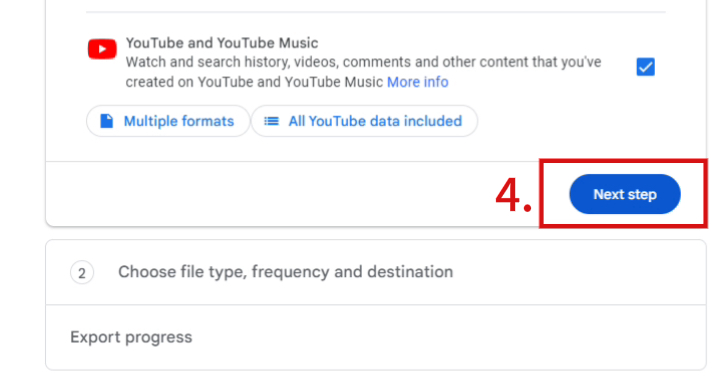 YouTube and YouTube Music
Watch and search history, videos, comments and other content that you've
created on YouTube and YouTube Music More info
Multiple formats
All YouTube data included
4.
Next step
2
Choose file type, frequency and destination
Export progress